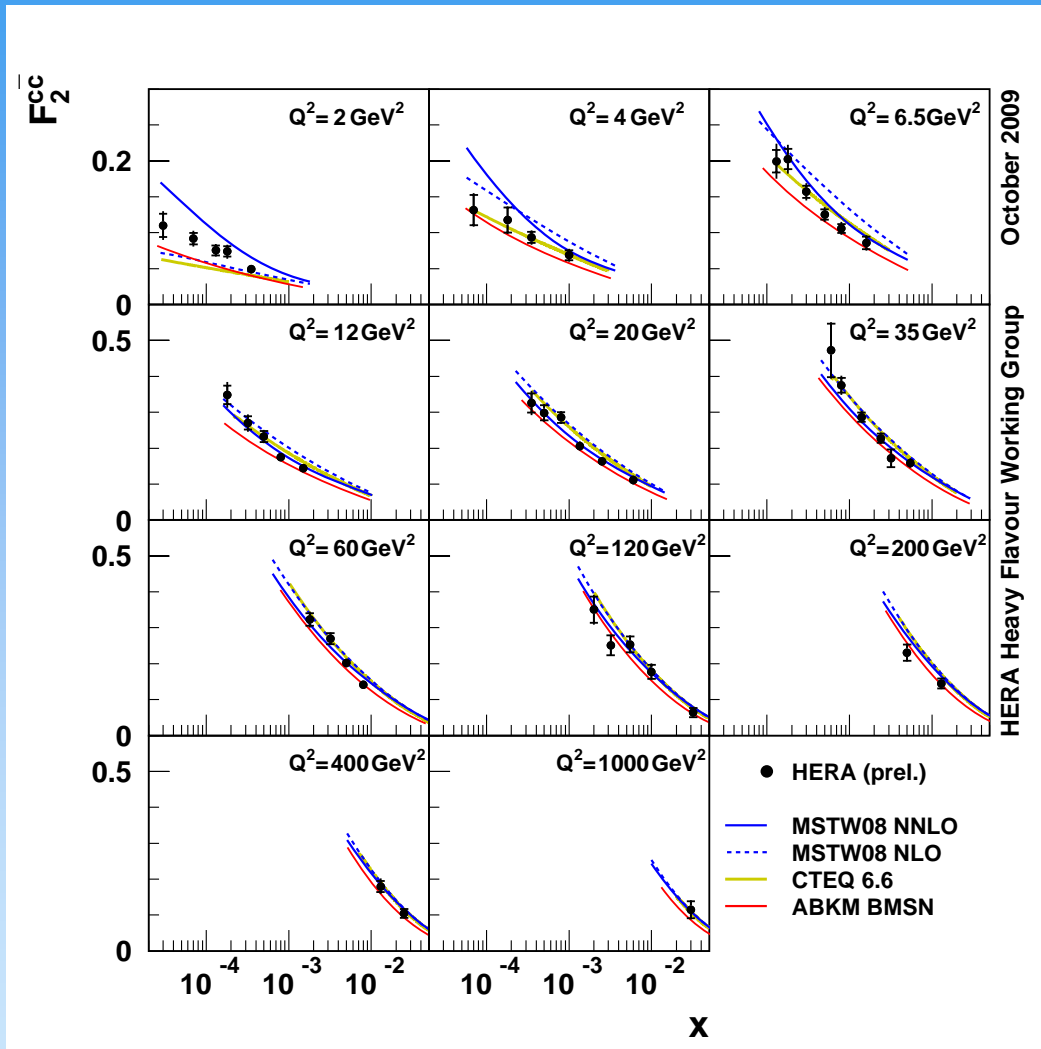 F₂^cc̄
Q² = 2 GeV²
Q² = 4 GeV²
Q² = 6.5GeV²
0.2
0
Q² = 12 GeV²
Q² = 20 GeV²
Q² = 35 GeV²
0.5
0
Q² = 60 GeV²
Q² = 120 GeV²
Q² = 200 GeV²
0.5
0
Q² = 400 GeV²
Q² = 1000 GeV²
0.5
0
10⁻⁴ 10⁻³ 10⁻²
10⁻⁴ 10⁻³ 10⁻²
x
HERA (prel.)
MSTW08 NNLO
MSTW08 NLO
CTEQ 6.6
ABKM BMSN
HERA Heavy Flavour Working Group
October 2009